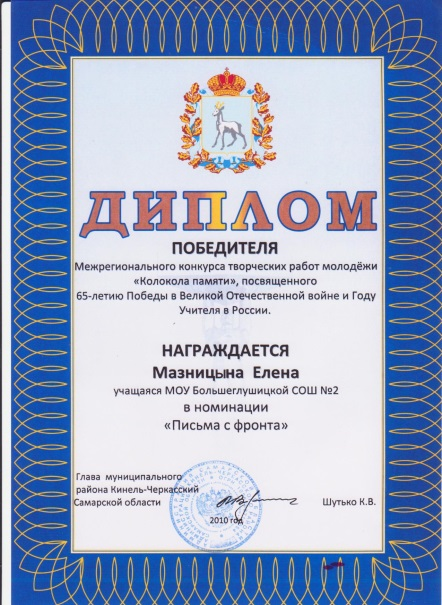 ДИПЛОМ
ПОБЕДИТЕЛЯ
Межрегионального конкурса творческих работ молодёжи
«Колокола памяти», посвященного
65-летию Победы в Великой Отечественной войне и Году
Учителя в России.
НАГРАЖДАЕТСЯ
Мазницына Елена
учащаяся МОУ Большеглушицкой СОШ №2
в номинации
«Письма с фронта»
Глава муниципального
района Кинель-Черкасский
Самарской области
Шутько К.В.
2010 год